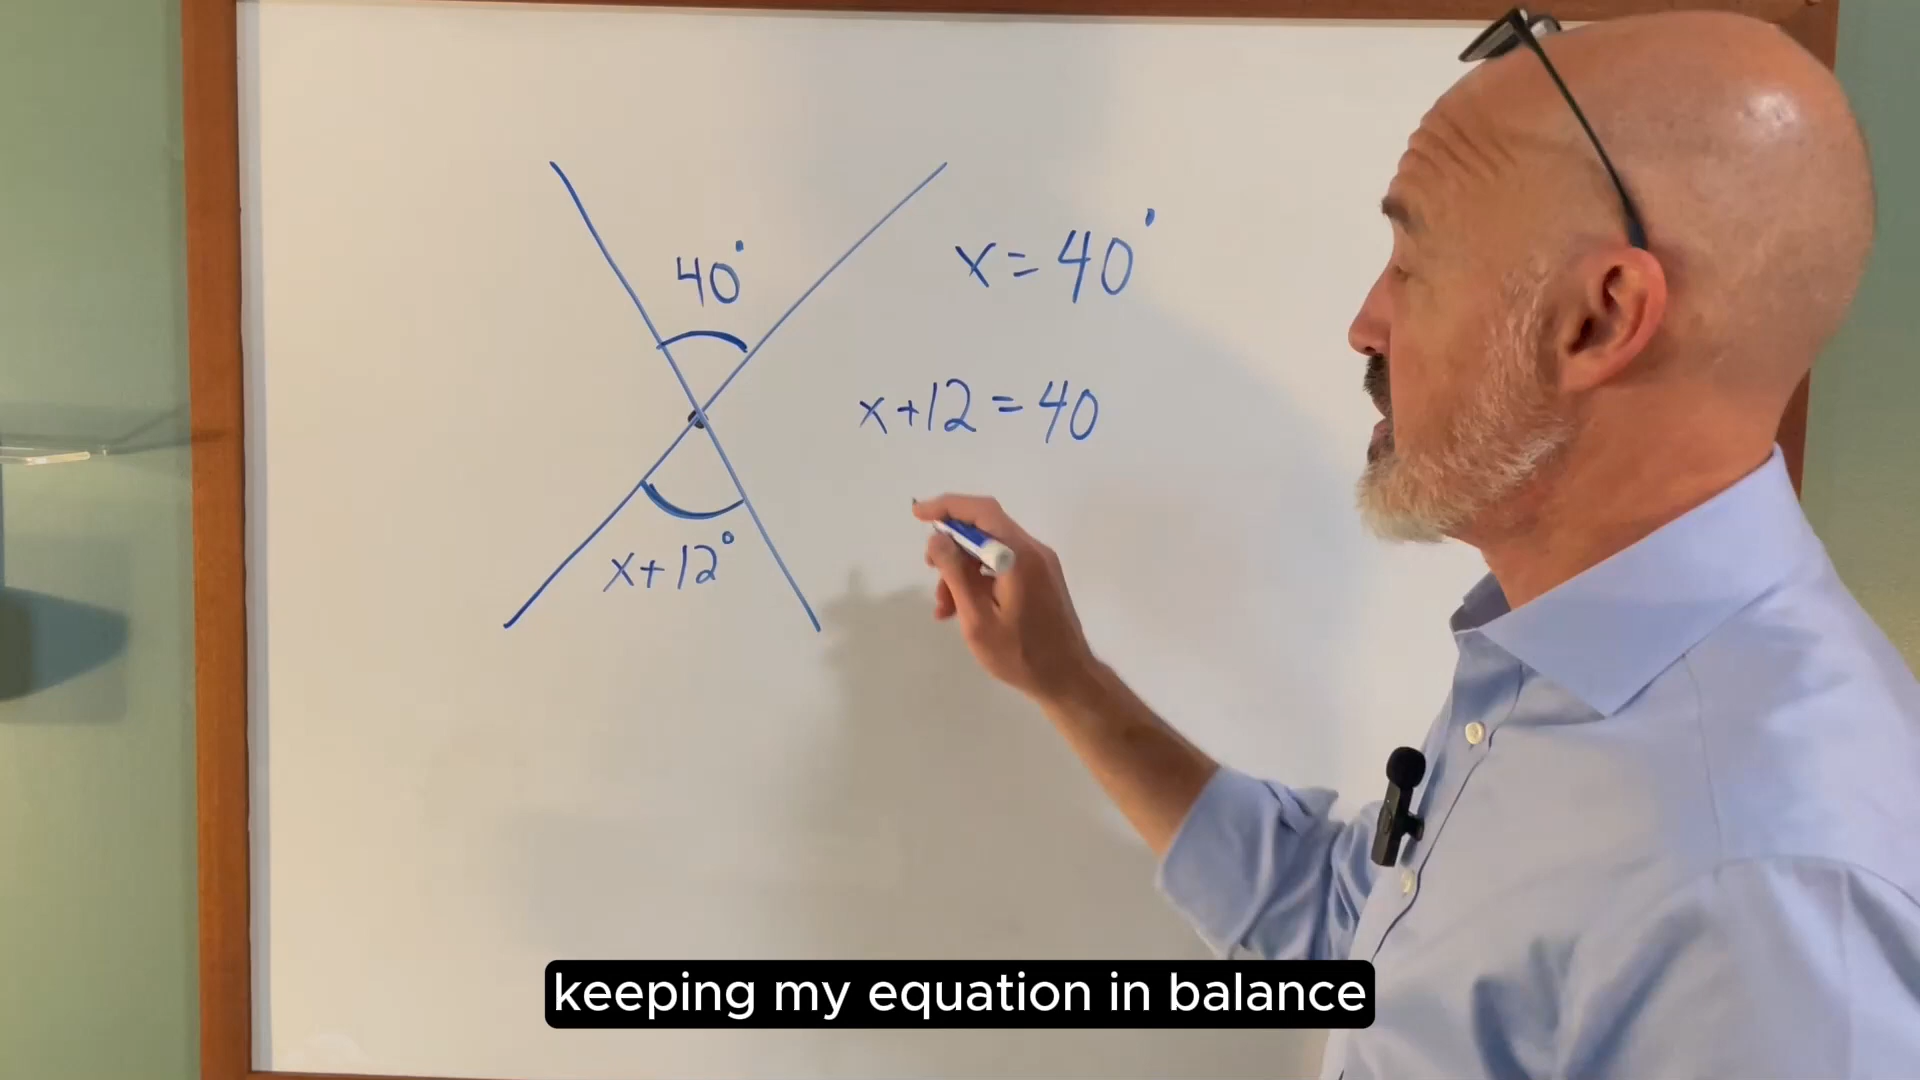 40°
x = 40°
x + 12 = 40
x + 12°
keeping my equation in balance